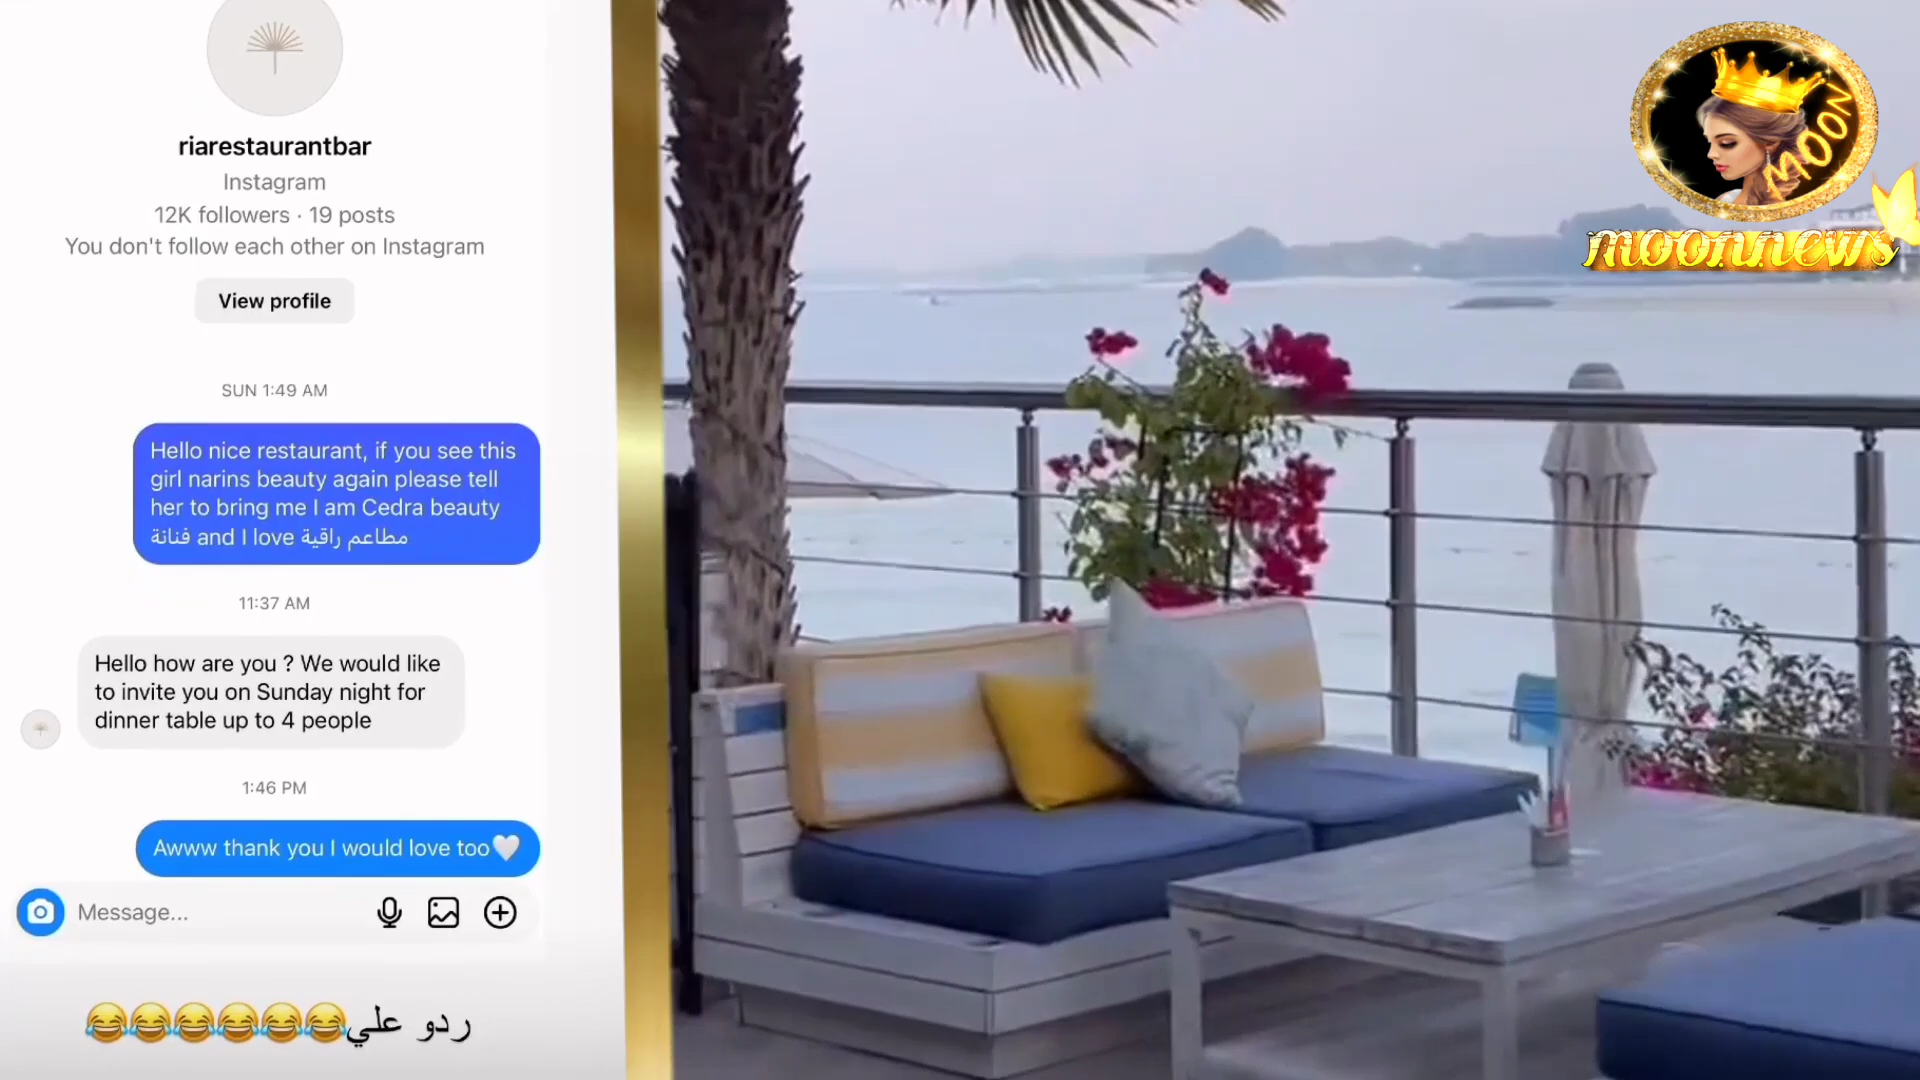 riarestaurantbar
Instagram
12K followers · 19 posts
You don't follow each other on Instagram
View profile
SUN 1:49 AM
Hello nice restaurant, if you see this
girl narins beauty again please tell
her to bring me I am Cedra beauty
فنانة and I love مطاعم راقية
11:37 AM
Hello how are you ? We would like
to invite you on Sunday night for
dinner table up to 4 people
1:46 PM
Awww thank you I would love too🤍
Message...
ردو علي😂😂😂😂😂😂
MOON
moonnews